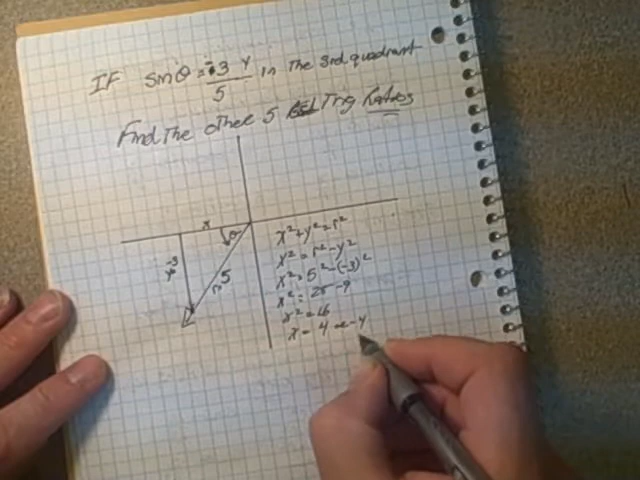 IF sinθ = -3 y in the 3rd quadrant
5
Find The other 5 Trig Ratios
x
θ
-3
y
5
r
x²+y²=r²
x²=r²-y²
x²=5²-(-3)²
x²=25-9
x²=16
x= 4 or -4